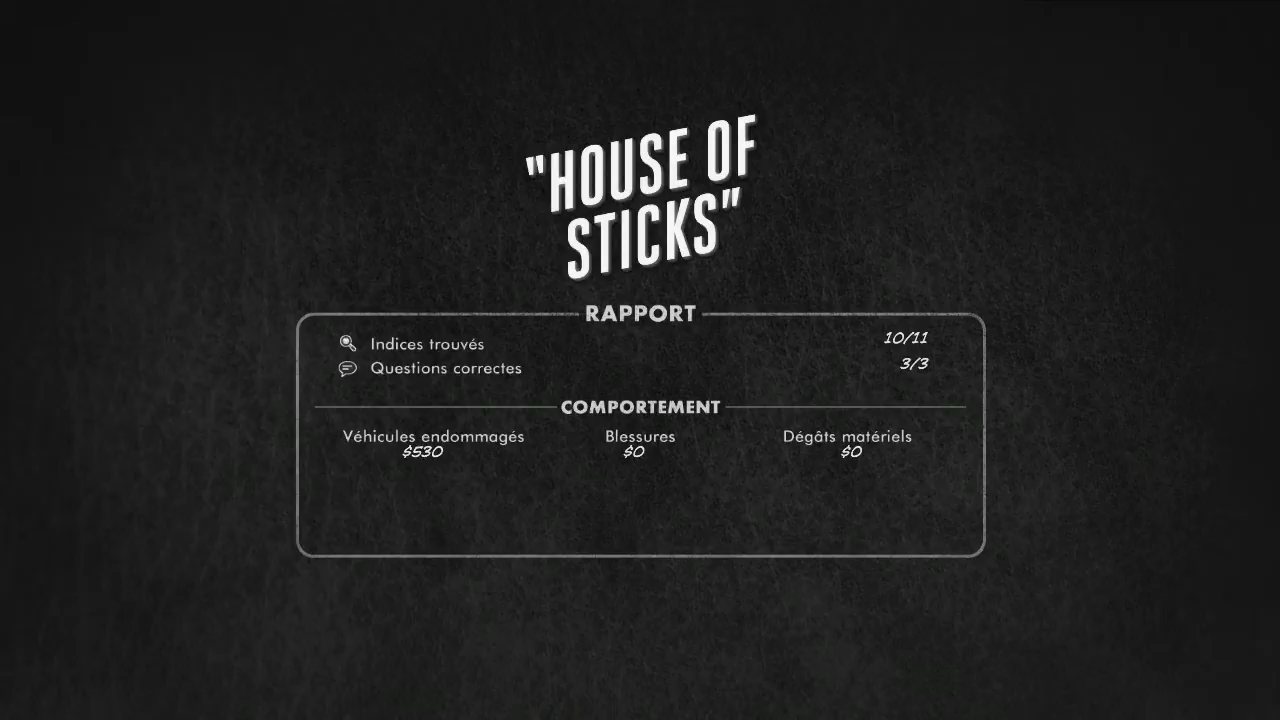 "HOUSE OF
STICKS"
RAPPORT
Indices trouvés 10/11
Questions correctes 3/3
COMPORTEMENT
Véhicules endommagés Blessures Dégâts matériels
$530 $0 $0